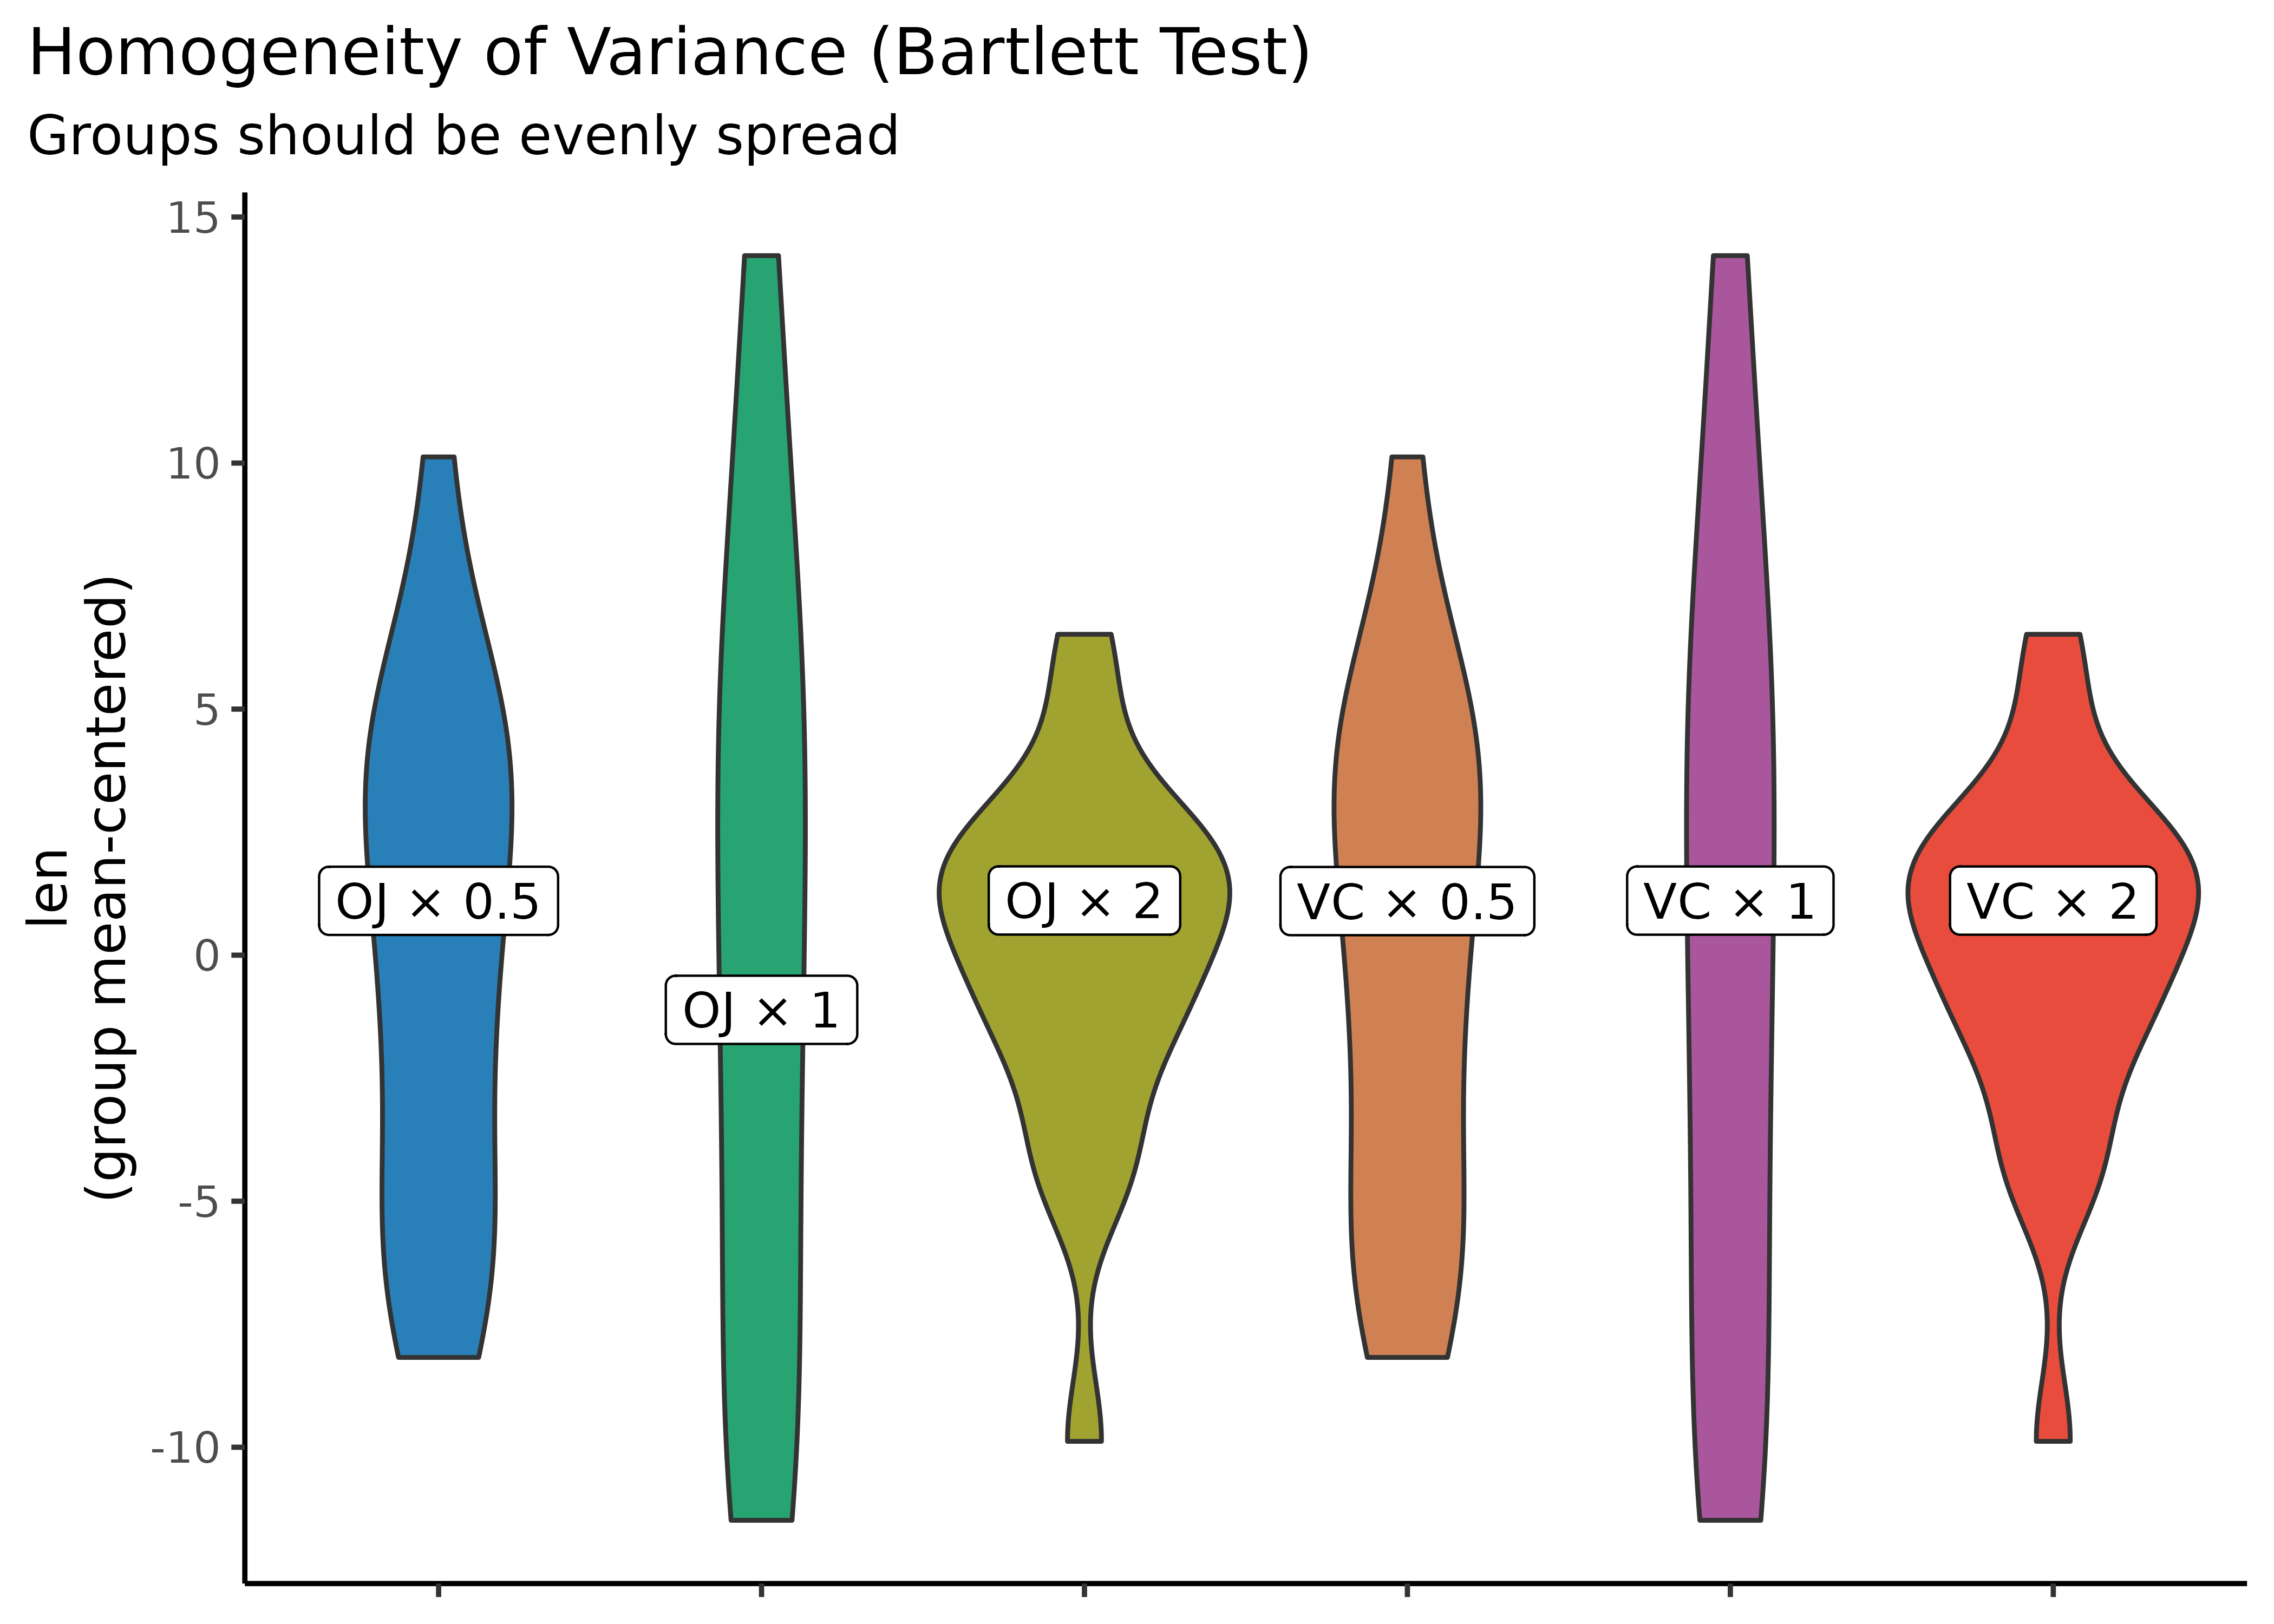 Homogeneity of Variance (Bartlett Test)
Groups should be evenly spread
len
(group mean-centered)
15
10
5
0
-5
-10
OJ × 0.5
OJ × 1
OJ × 2
VC × 0.5
VC × 1
VC × 2